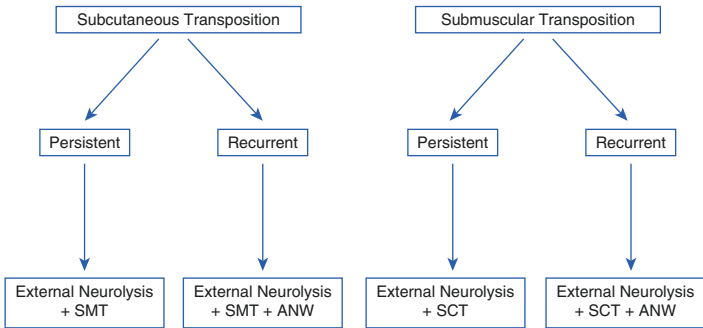 Subcutaneous Transposition
Submuscular Transposition
Persistent
Recurrent
Persistent
Recurrent
External Neurolysis
+ SMT
External Neurolysis
+ SMT + ANW
External Neurolysis
+ SCT
External Neurolysis
+ SCT + ANW